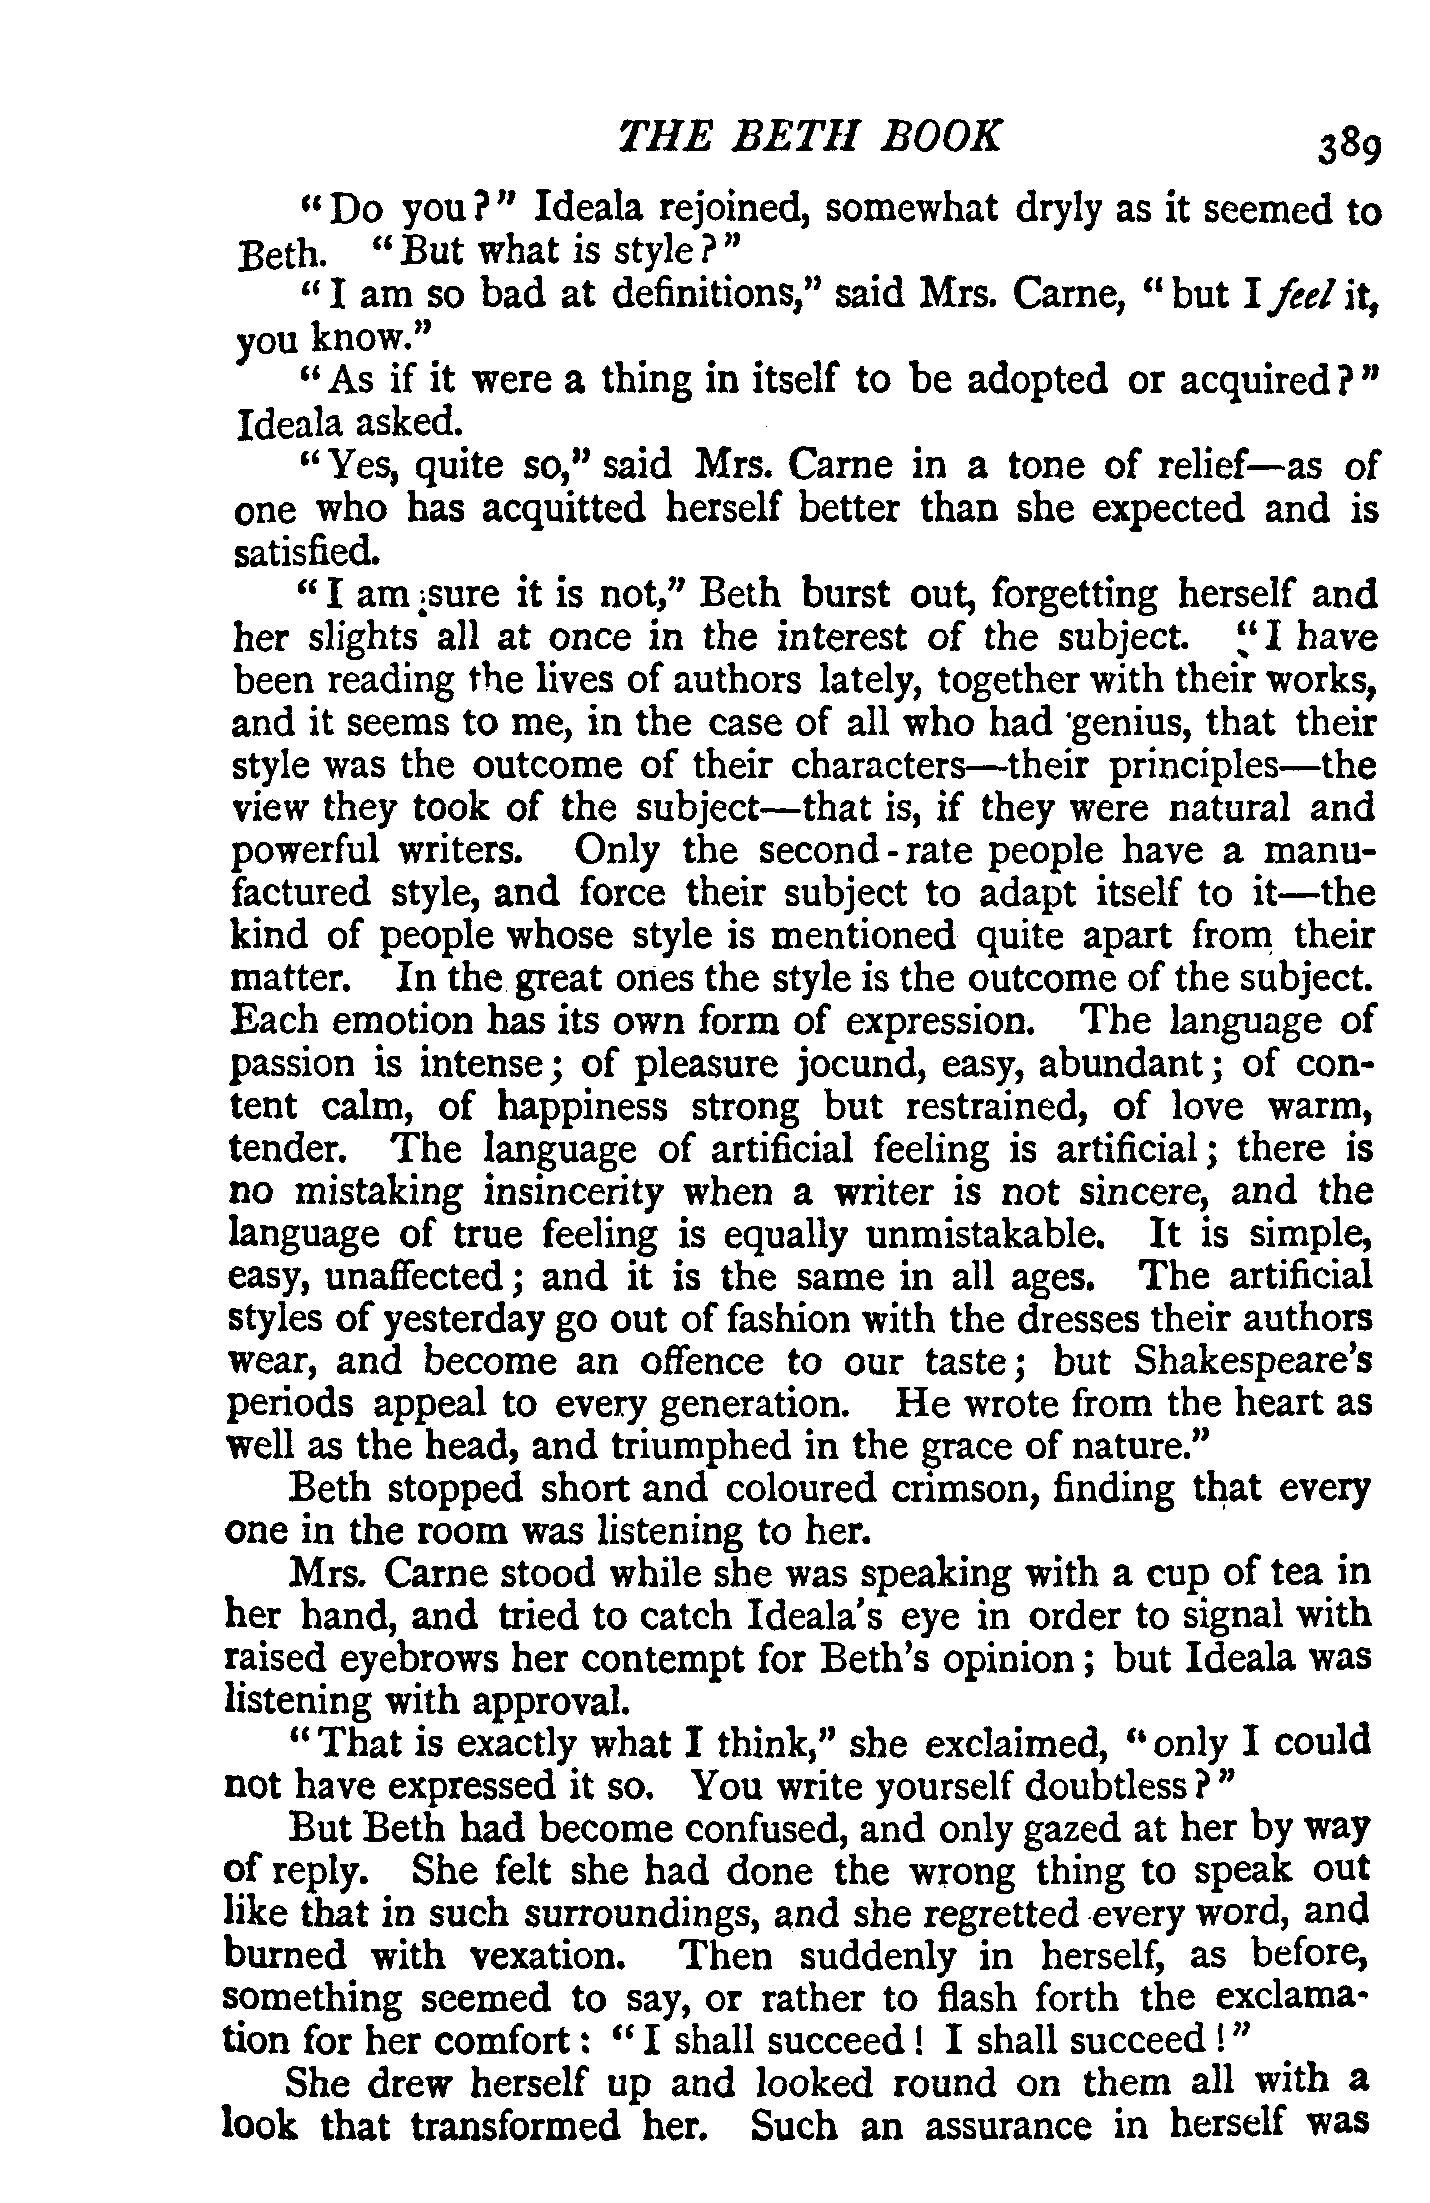 THE BETH BOOK 389
"Do you?" Ideala rejoined, somewhat dryly as it seemed to
Beth. "But what is style?"
"I am so bad at definitions," said Mrs. Carne, "but I feel it,
you know."
"As if it were a thing in itself to be adopted or acquired?"
Ideala asked.
"Yes, quite so," said Mrs. Carne in a tone of relief—as of
one who has acquitted herself better than she expected and is
satisfied.
"I am sure it is not," Beth burst out, forgetting herself and
her slights all at once in the interest of the subject. "I have
been reading the lives of authors lately, together with their works,
and it seems to me, in the case of all who had genius, that their
style was the outcome of their characters—their principles—the
view they took of the subject—that is, if they were natural and
powerful writers. Only the second-rate people have a manu-
factured style, and force their subject to adapt itself to it—the
kind of people whose style is mentioned quite apart from their
matter. In the great ones the style is the outcome of the subject.
Each emotion has its own form of expression. The language of
passion is intense; of pleasure jocund, easy, abundant; of con-
tent calm, of happiness strong but restrained, of love warm,
tender. The language of artificial feeling is artificial; there is
no mistaking insincerity when a writer is not sincere, and the
language of true feeling is equally unmistakable. It is simple,
easy, unaffected; and it is the same in all ages. The artificial
styles of yesterday go out of fashion with the dresses their authors
wear, and become an offence to our taste; but Shakespeare's
periods appeal to every generation. He wrote from the heart as
well as the head, and triumphed in the grace of nature."
Beth stopped short and coloured crimson, finding that every
one in the room was listening to her.
Mrs. Carne stood while she was speaking with a cup of tea in
her hand, and tried to catch Ideala's eye in order to signal with
raised eyebrows her contempt for Beth's opinion; but Ideala was
listening with approval.
"That is exactly what I think," she exclaimed, "only I could
not have expressed it so. You write yourself doubtless?"
But Beth had become confused, and only gazed at her by way
of reply. She felt she had done the wrong thing to speak out
like that in such surroundings, and she regretted every word, and
burned with vexation. Then suddenly in herself, as before,
something seemed to say, or rather to flash forth the exclama-
tion for her comfort: "I shall succeed! I shall succeed!"
She drew herself up and looked round on them all with a
look that transformed her. Such an assurance in herself was